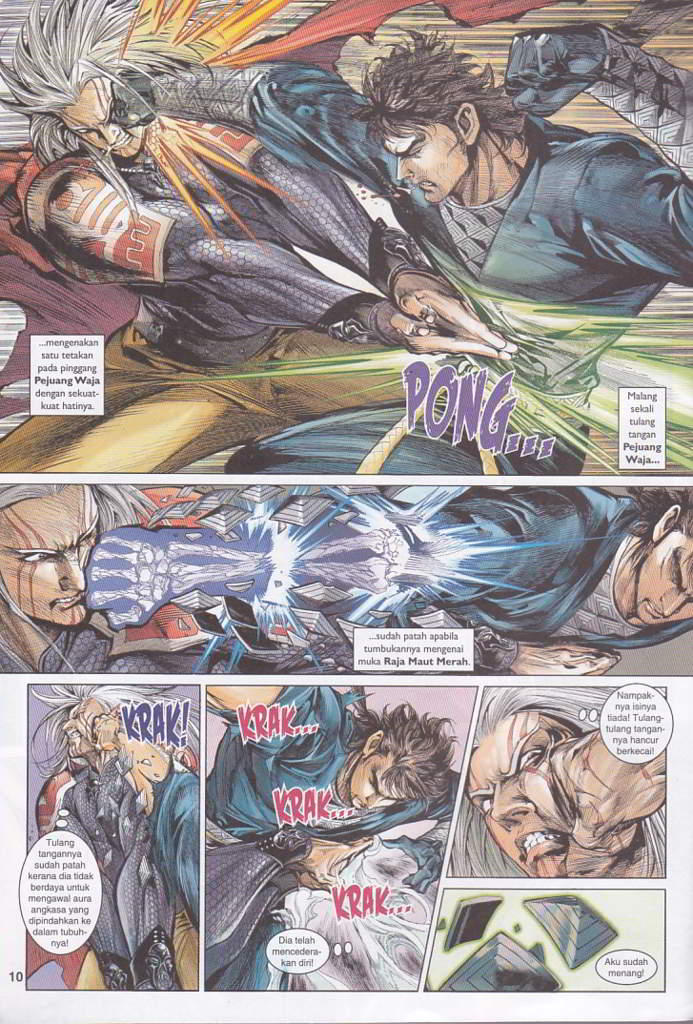 ...mengenakan
satu tetakan
pada pinggang
Pejuang Waja
dengan sekuat-
kuat hatinya.
PONG...
Malang
sekali
tulang
tangan
Pejuang
Waja...
...sudah patah apabila
tumbukannya mengenai
muka Raja Maut Merah.
KRAK!
Tulang
tangannya
sudah patah
kerana dia tidak
berdaya untuk
mengawal aura
angkasa yang
dipindahkan ke
dalam tubuh-
nya!
KRAK...
KRAK...
KRAK...
Dia telah
mencedera-
kan diri!
Nampak-
nya isinya
tiada! Tulang-
tulang tangan-
nya hancur
berkecai!
Aku sudah
menang!
10